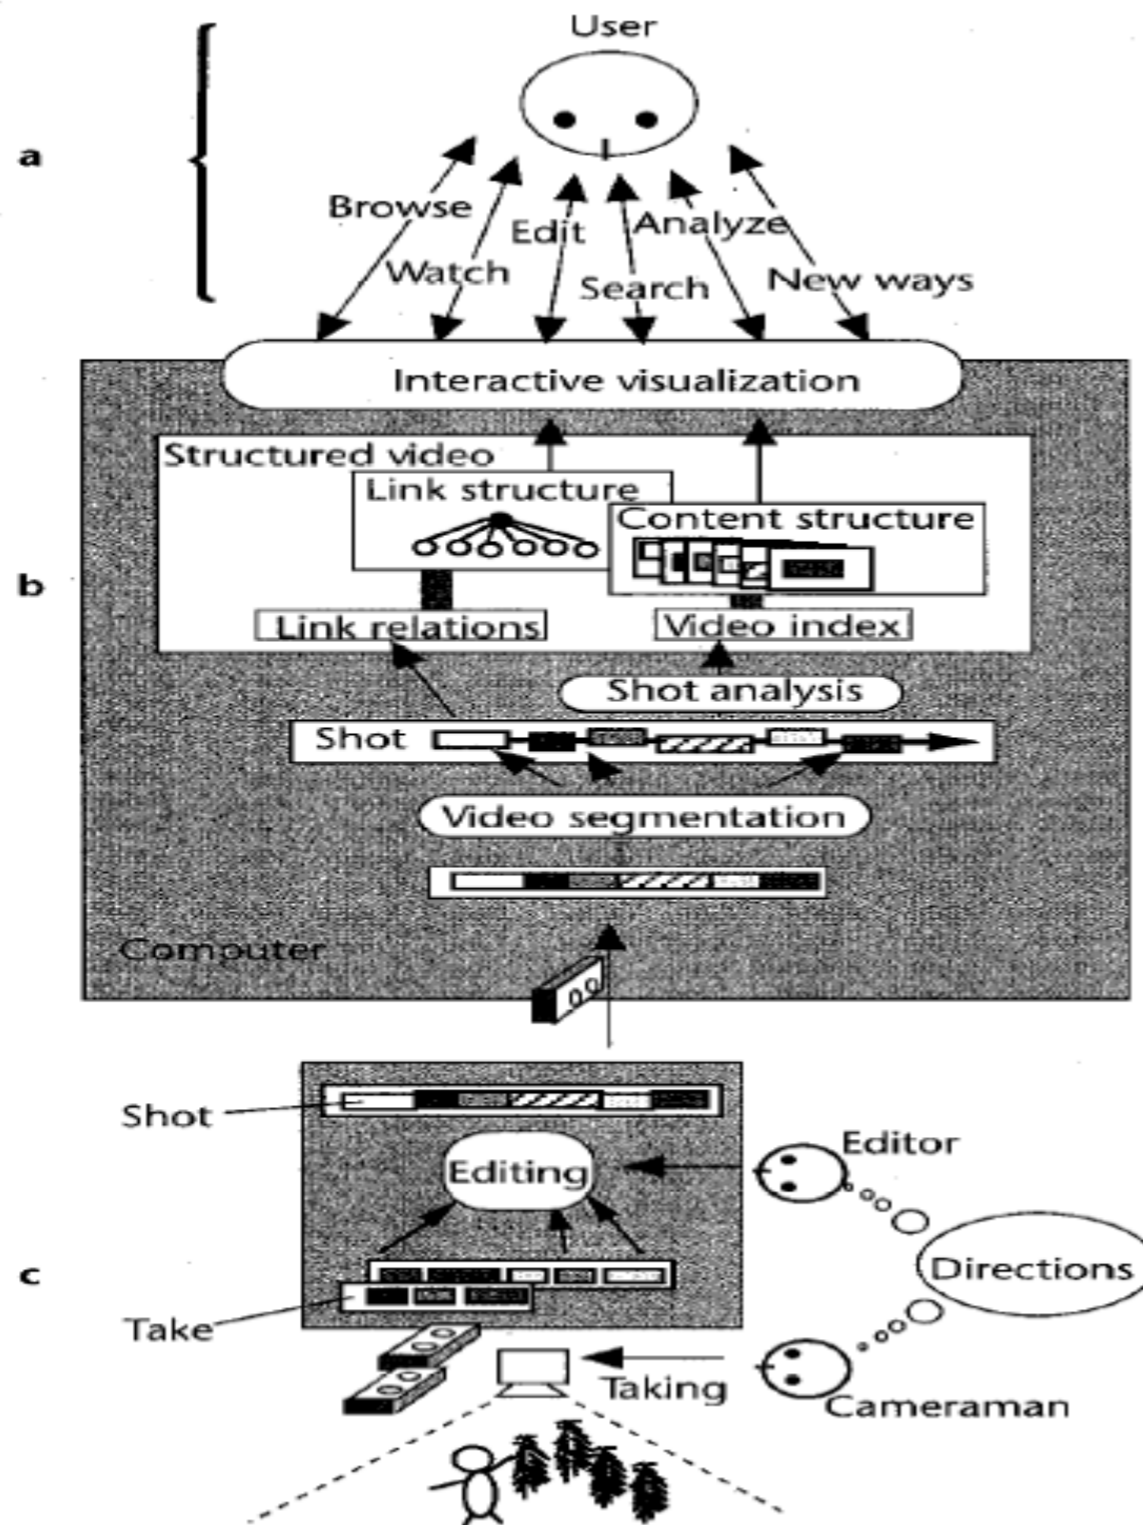 User
a
Browse
Edit
Analyze
Watch
Search
New ways
Interactive visualization
Structured video
Link structure
Content structure
b
Link relations
Video index
Shot analysis
Shot
Video segmentation
Computer
Shot
Editing
Editor
c
Directions
Take
Taking
Cameraman